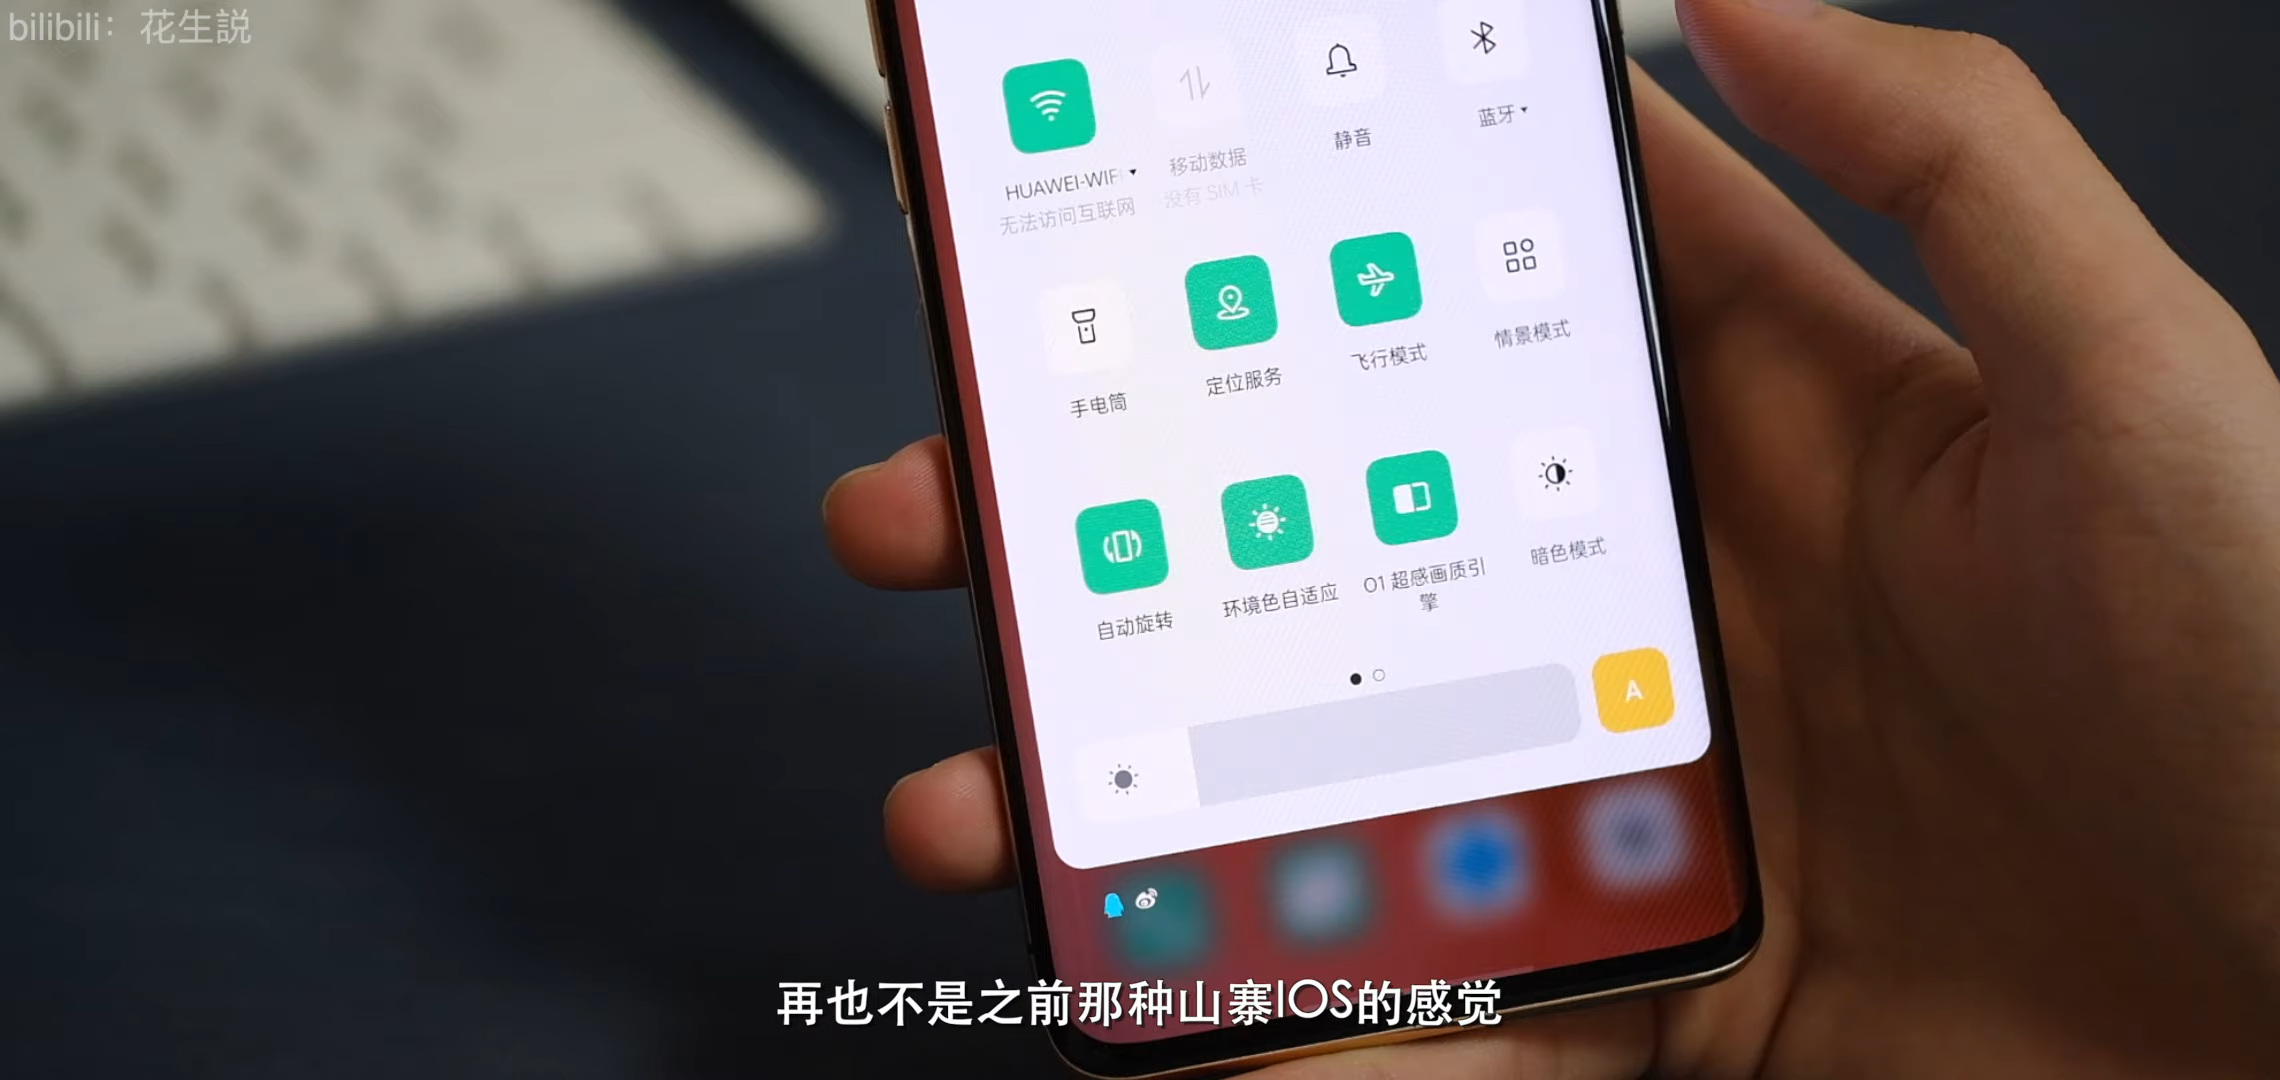 bilibili：花生説
HUAWEI-WIF
无法访问互联网
移动数据
没有 SIM 卡
静音
蓝牙
手电筒
定位服务
飞行模式
情景模式
自动旋转
环境色自适应
O1 超感画质引
擎
暗色模式
A
再也不是之前那种山寨IOS的感觉